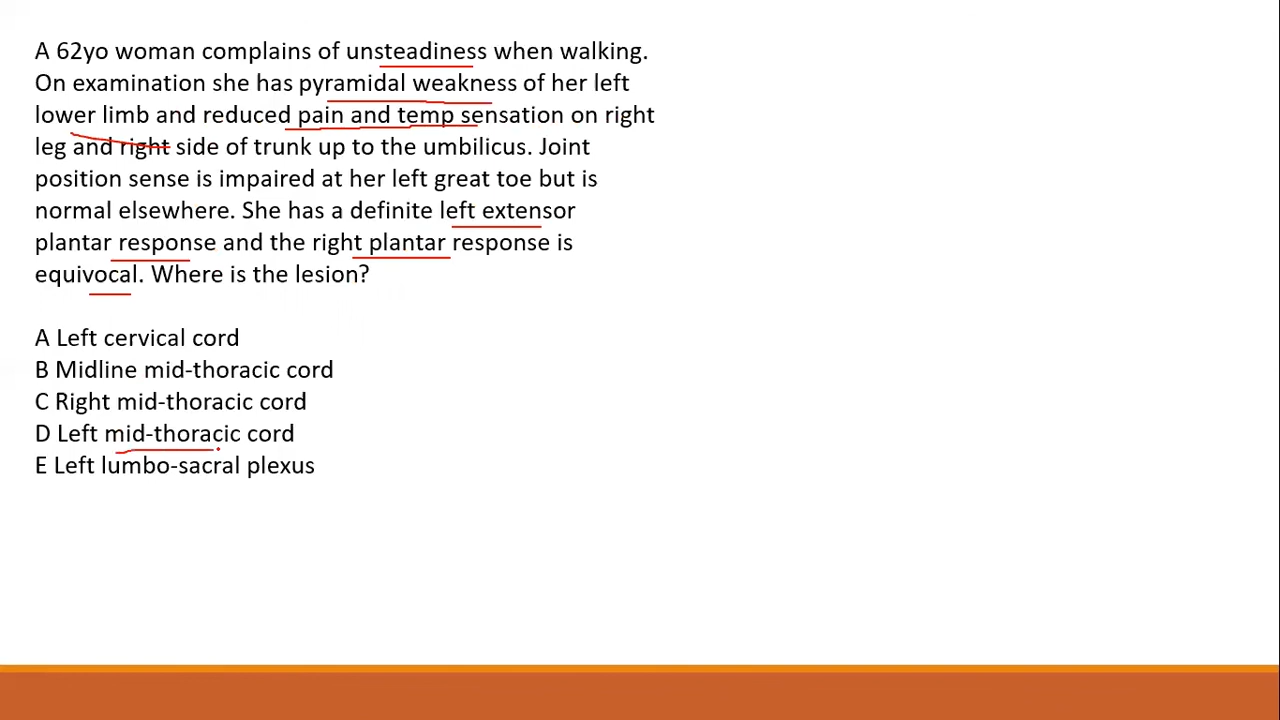 A 62yo woman complains of unsteadiness when walking.
On examination she has pyramidal weakness of her left
lower limb and reduced pain and temp sensation on right
leg and right side of trunk up to the umbilicus. Joint
position sense is impaired at her left great toe but is
normal elsewhere. She has a definite left extensor
plantar response and the right plantar response is
equivocal. Where is the lesion?
A Left cervical cord
B Midline mid-thoracic cord
C Right mid-thoracic cord
D Left mid-thoracic cord
E Left lumbo-sacral plexus